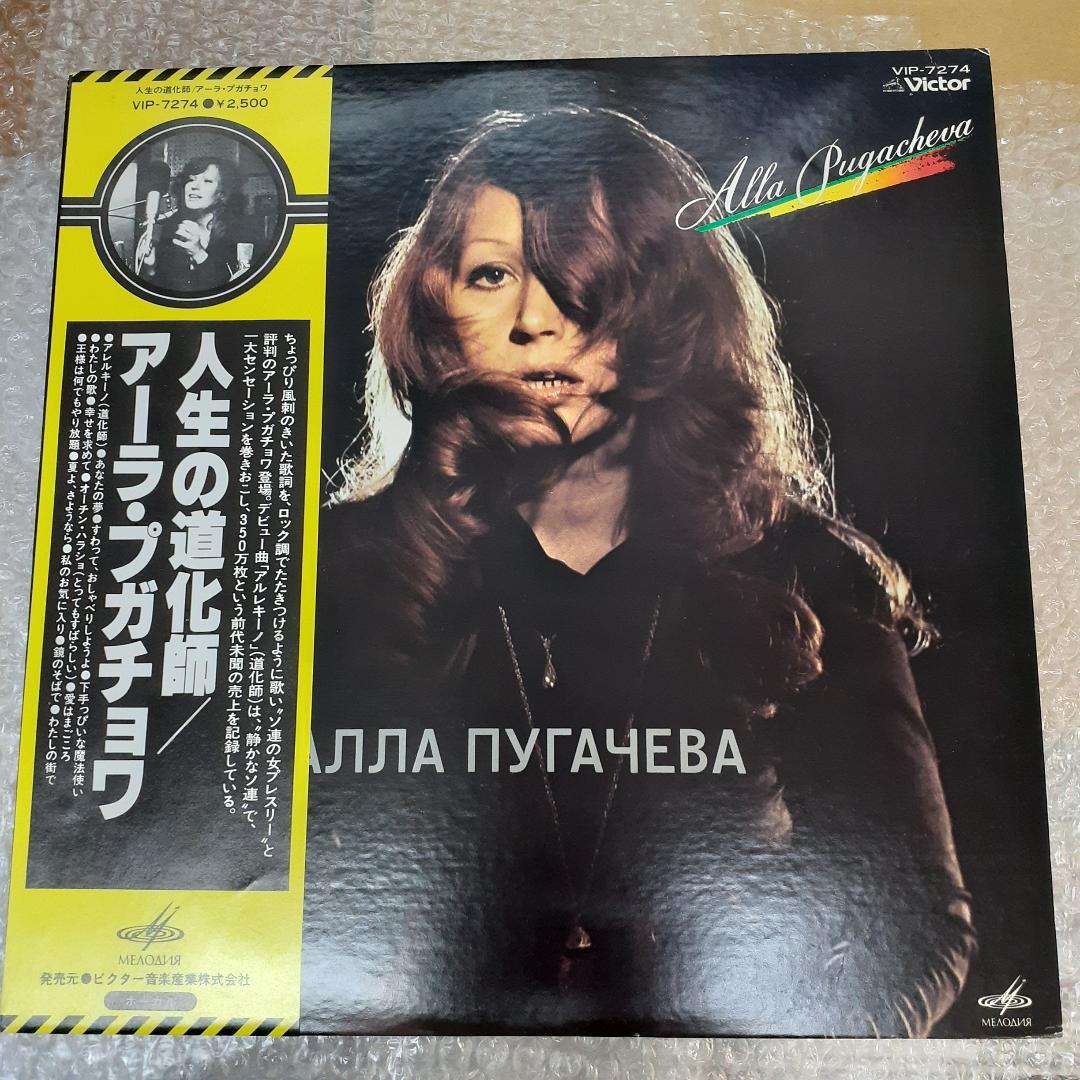 人生の道化師/アーラ・プガチョワ
VIP-7274 ●¥2,500
ちょっぴり風刺のきいた歌詞を、ロック調でたたきつけるように歌い“ソ連の女プレスリー”と
評判のアーラ・プガチョワ登場。デビュー曲「アルレキーノ」(道化師)は、“静かなソ連”で、
一大センセーションを巻きおこし、350万枚という前代未聞の売上を記録している。
人生の道化師/
アーラ・プガチョワ
●アレルキーノ(道化師)●あなたの夢●すわって、おしゃべりしようよ●下手っぴいな魔法使い
●わたしの歌●幸せを求めて●オーチン・ハラショ(とってもすばらしい)●愛はまごころ
●王様は何でもやり放題●夏よ、さようなら●私のお気に入り●鏡のそばで●わたしの街で
МЕЛОДИЯ
発売元●ビクター音楽産業株式会社
VIP-7274
Victor
Alla Pugacheva
АЛЛА ПУГАЧЕВА
МЕЛОДИЯ